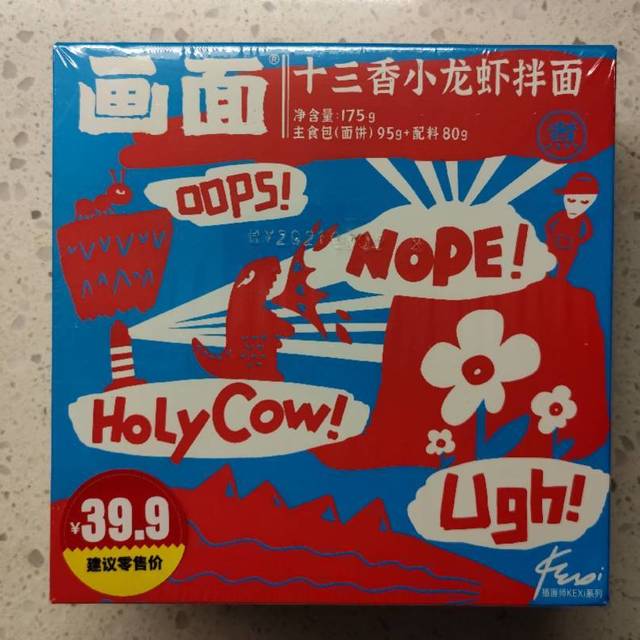 画面®
十三香小龙虾拌面
净含量:175g
主食包(面饼)95g+配料80g
煮
OOPS!
NOPE!
HOLY COW!
Ugh!
¥39.9
建议零售价
KEXi
插画师KEXi系列